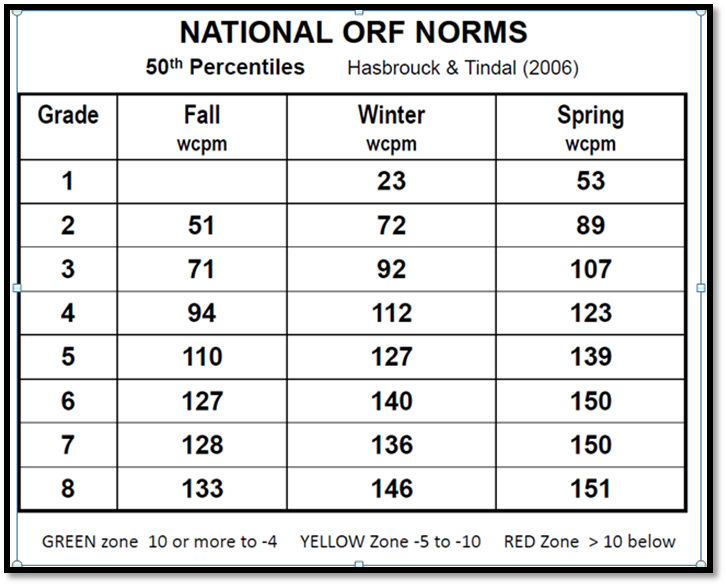 NATIONAL ORF NORMS
50th Percentiles Hasbrouck & Tindal (2006)
Grade Fall Winter Spring
wcpm wcpm wcpm
1 23 53
2 51 72 89
3 71 92 107
4 94 112 123
5 110 127 139
6 127 140 150
7 128 136 150
8 133 146 151
GREEN zone 10 or more to -4 YELLOW Zone -5 to -10 RED Zone > 10 below